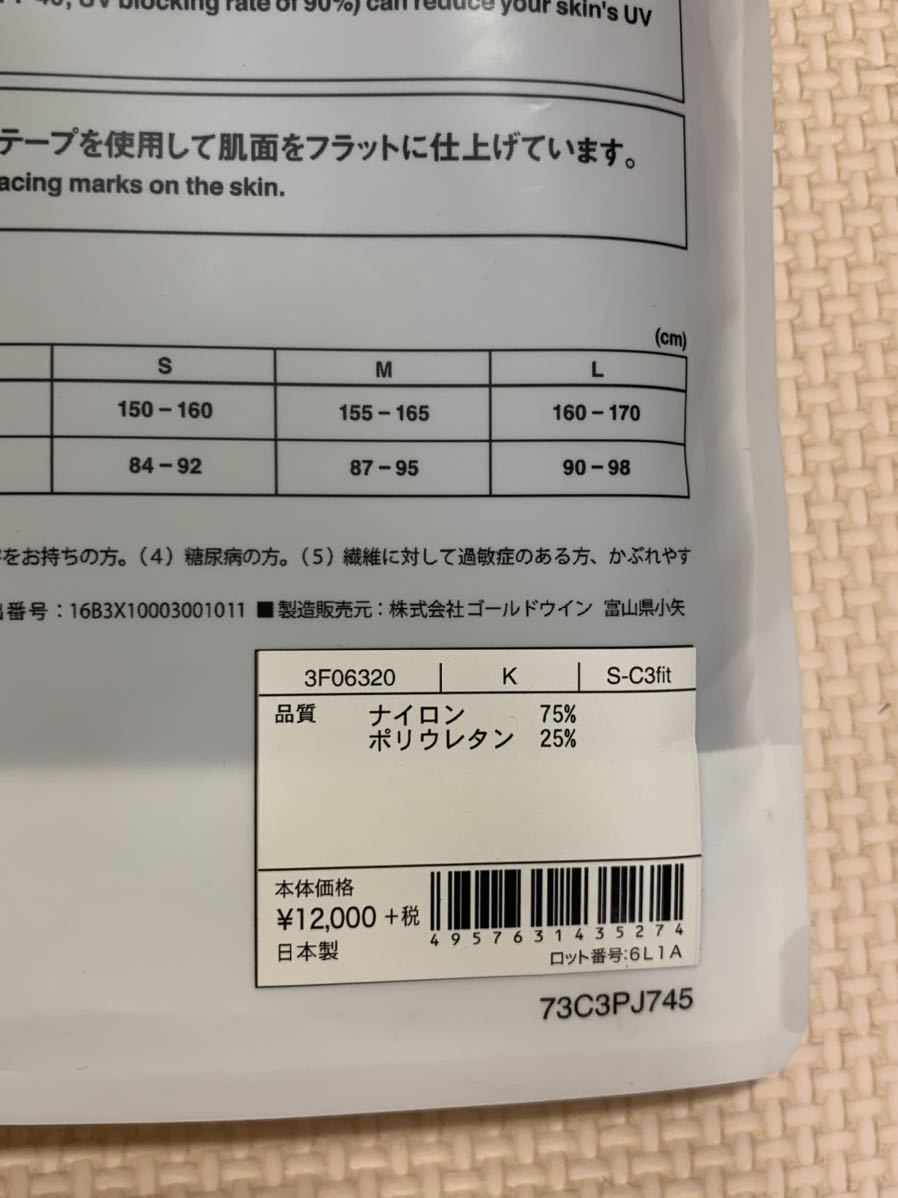 UV blocking rate of 90%) can reduce your skin's UV
テープを使用して肌面をフラットに仕上げています。
acing marks on the skin.
(cm)
S M L
150－160 155－165 160－170
84－92 87－95 90－98
をお持ちの方。（4）糖尿病の方。（5）繊維に対して過敏症のある方、かぶれやす
番号：16B3X10003001011 ■製造販売元：株式会社ゴールドウイン 富山県小矢
3F06320 K S-C3fit
品質 ナイロン 75%
ポリウレタン 25%
本体価格
¥12,000 +税
日本製
4957631435274
ロット番号:6L1A
73C3PJ745